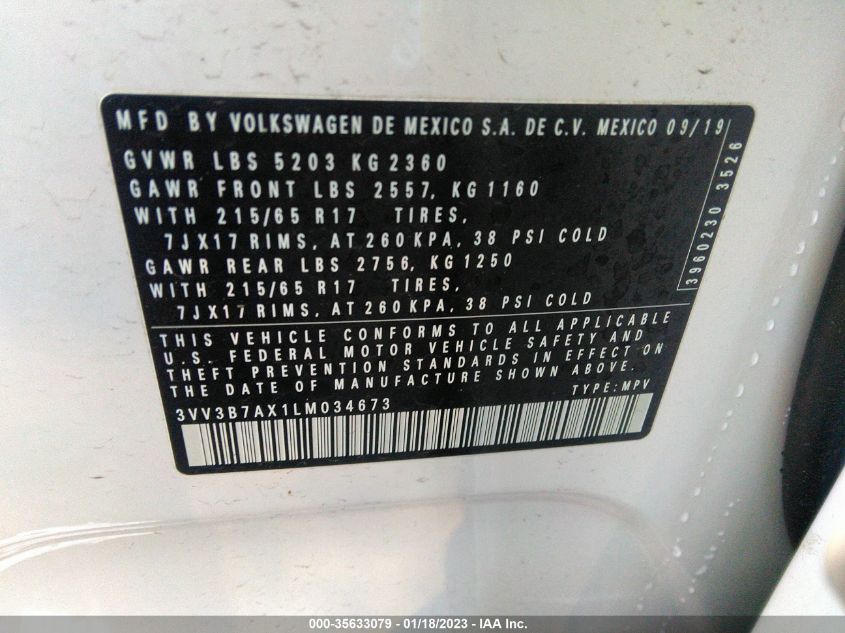 MFD BY VOLKSWAGEN DE MEXICO S.A. DE C.V. MEXICO 09/19
GVWR LBS 5203 KG 2360
GAWR FRONT LBS 2557, KG 1160
WITH 215/65 R17 TIRES,
7JX17 RIMS, AT 260 KPA, 38 PSI COLD
GAWR REAR LBS 2756, KG 1250
WITH 215/65 R17 TIRES,
7JX17 RIMS, AT 260 KPA, 38 PSI COLD
3960230 3526
THIS VEHICLE CONFORMS TO ALL APPLICABLE
U.S. FEDERAL MOTOR VEHICLE SAFETY AND
THEFT PREVENTION STANDARDS IN EFFECT ON
THE DATE OF MANUFACTURE SHOWN ABOVE.
TYPE: MPV
3VV3B7AX1LM034673
000-35633079 - 01/18/2023 - IAA Inc.